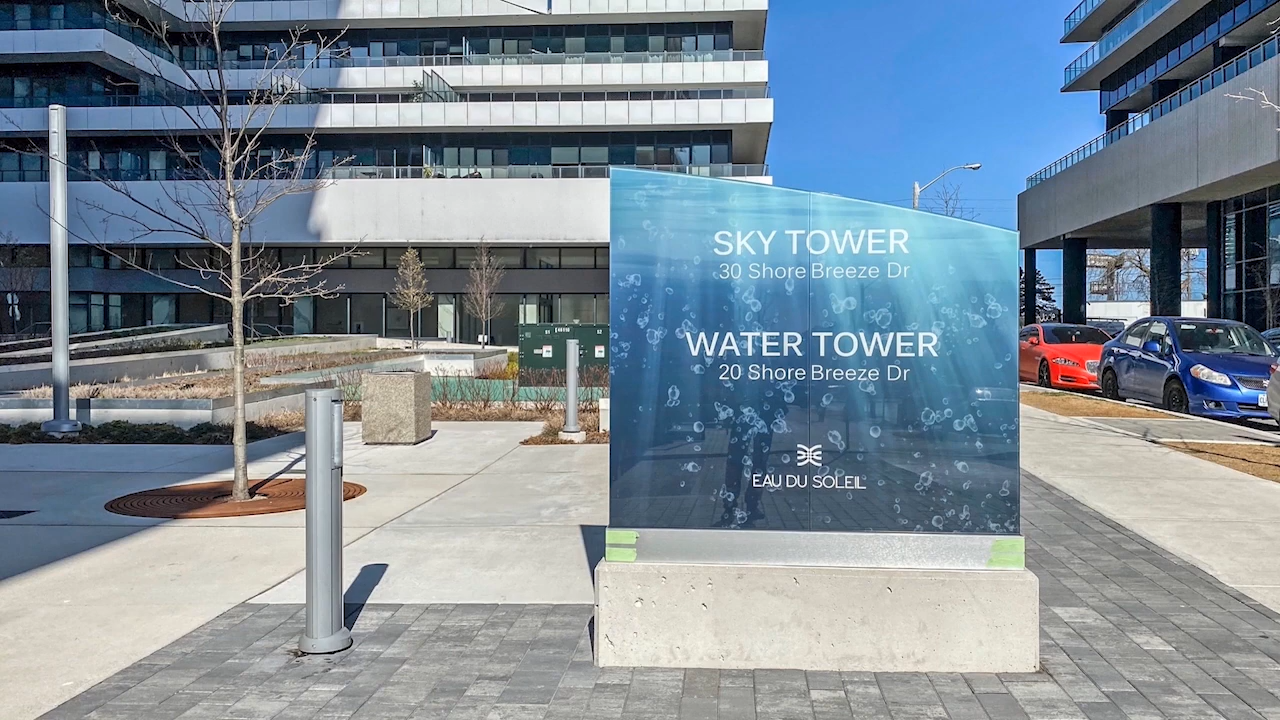 SKY TOWER
30 Shore Breeze Dr
WATER TOWER
20 Shore Breeze Dr
EAU DU SOLEIL